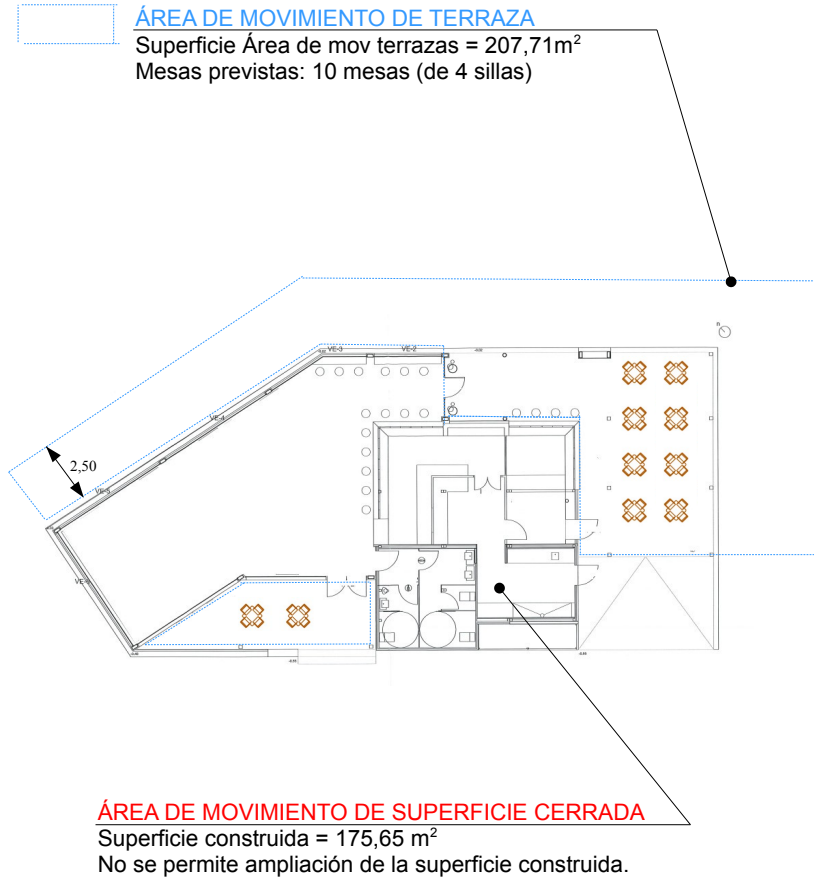 ÁREA DE MOVIMIENTO DE TERRAZA
Superficie Área de mov terrazas = 207,71m²
Mesas previstas: 10 mesas (de 4 sillas)
VE-3
VE-2
VE-4
2,50
VE-5
ÁREA DE MOVIMIENTO DE SUPERFICIE CERRADA
Superficie construida = 175,65 m²
No se permite ampliación de la superficie construida.